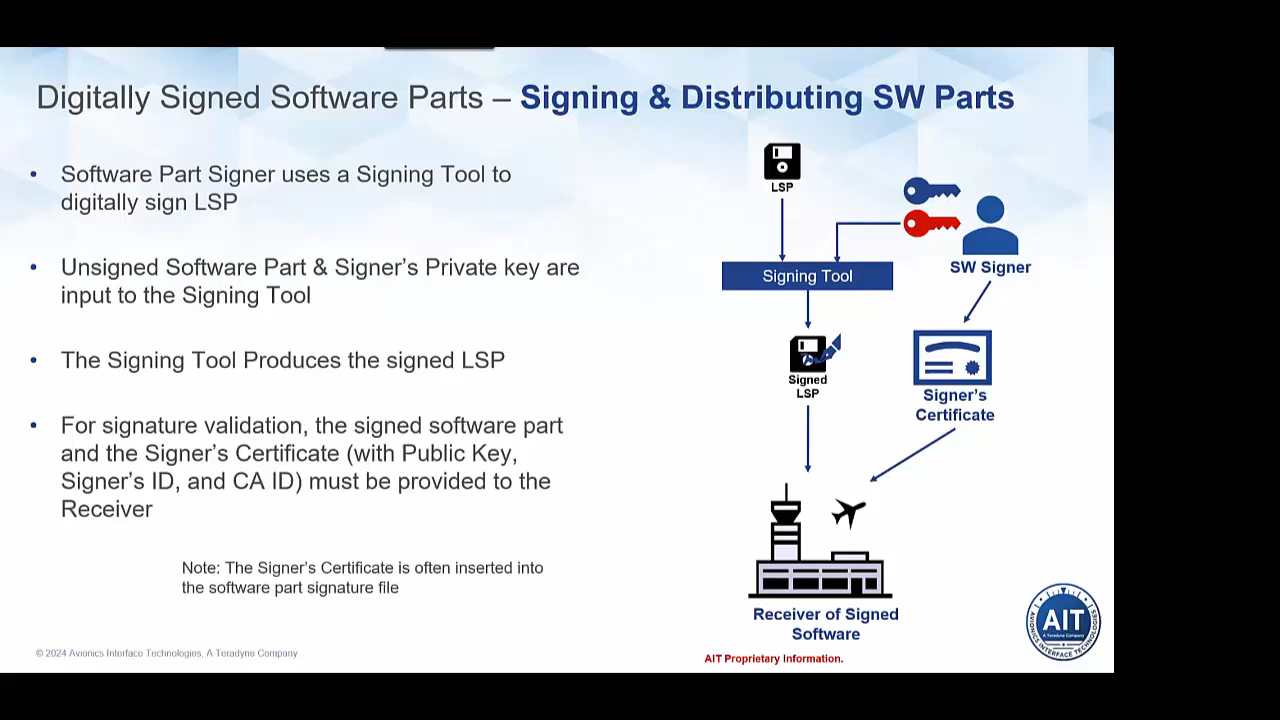 Digitally Signed Software Parts – Signing & Distributing SW Parts
• Software Part Signer uses a Signing Tool to
digitally sign LSP
• Unsigned Software Part & Signer's Private key are
input to the Signing Tool
• The Signing Tool Produces the signed LSP
• For signature validation, the signed software part
and the Signer's Certificate (with Public Key,
Signer's ID, and CA ID) must be provided to the
Receiver
Note: The Signer's Certificate is often inserted into
the software part signature file
LSP
SW Signer
Signing Tool
Signed
LSP
Signer's
Certificate
Receiver of Signed
Software
AIT
A Teradyne Company
AVIONICS INTERFACE TECHNOLOGIES
© 2024 Avionics Interface Technologies, A Teradyne Company.
AIT Proprietary Information.